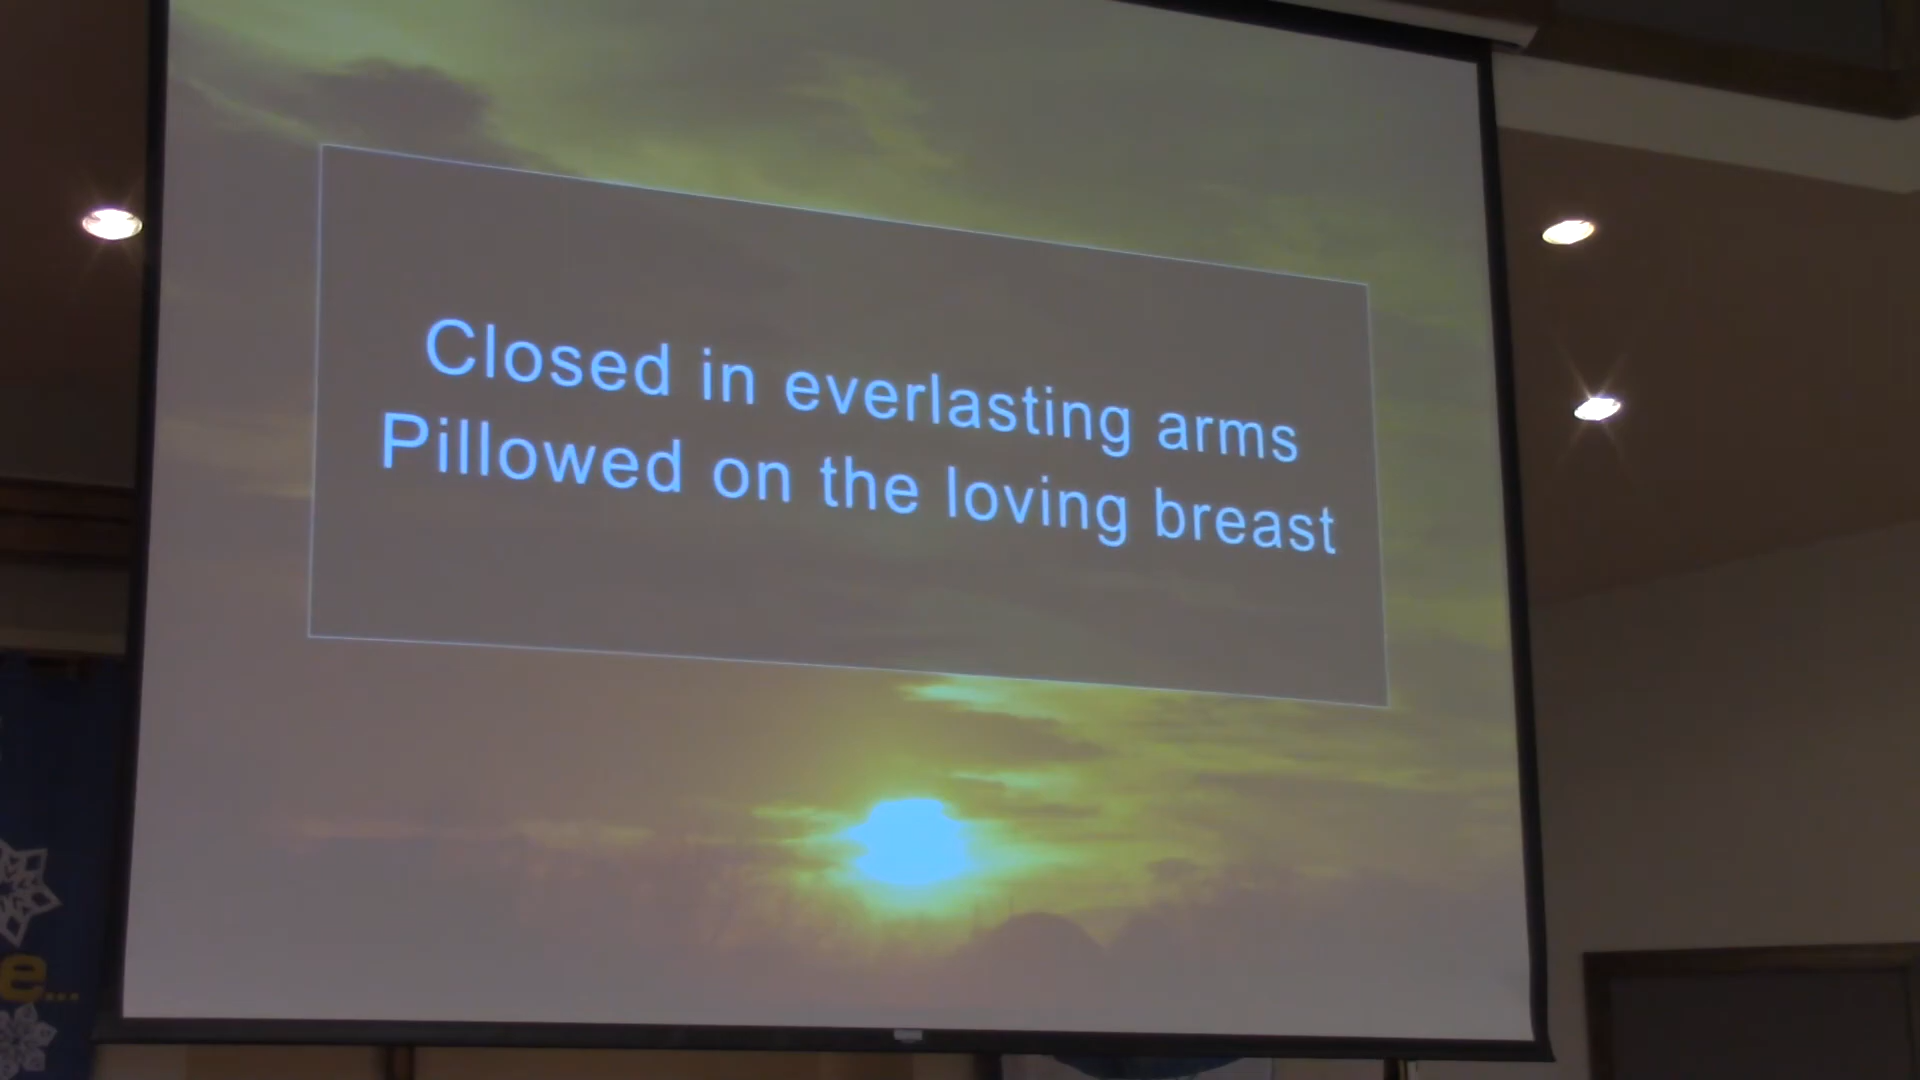 Closed in everlasting arms
Pillowed on the loving breast
e...